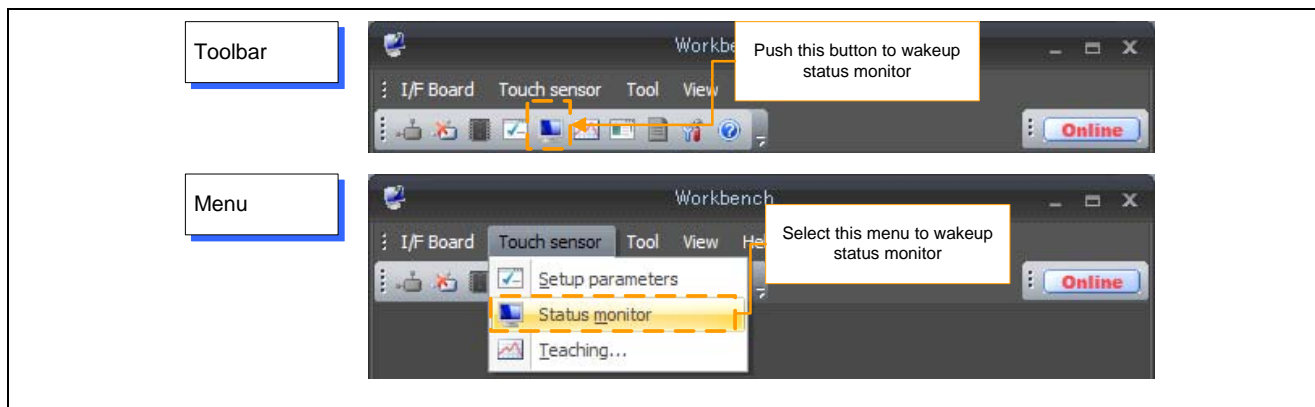 Toolbar
Workbe
Push this button to wakeup
status monitor
I/F Board Touch sensor Tool View
Online
Menu
Workbench
Select this menu to wakeup
status monitor
I/F Board Touch sensor Tool View Hel
Online
Setup parameters
Status monitor
Teaching...